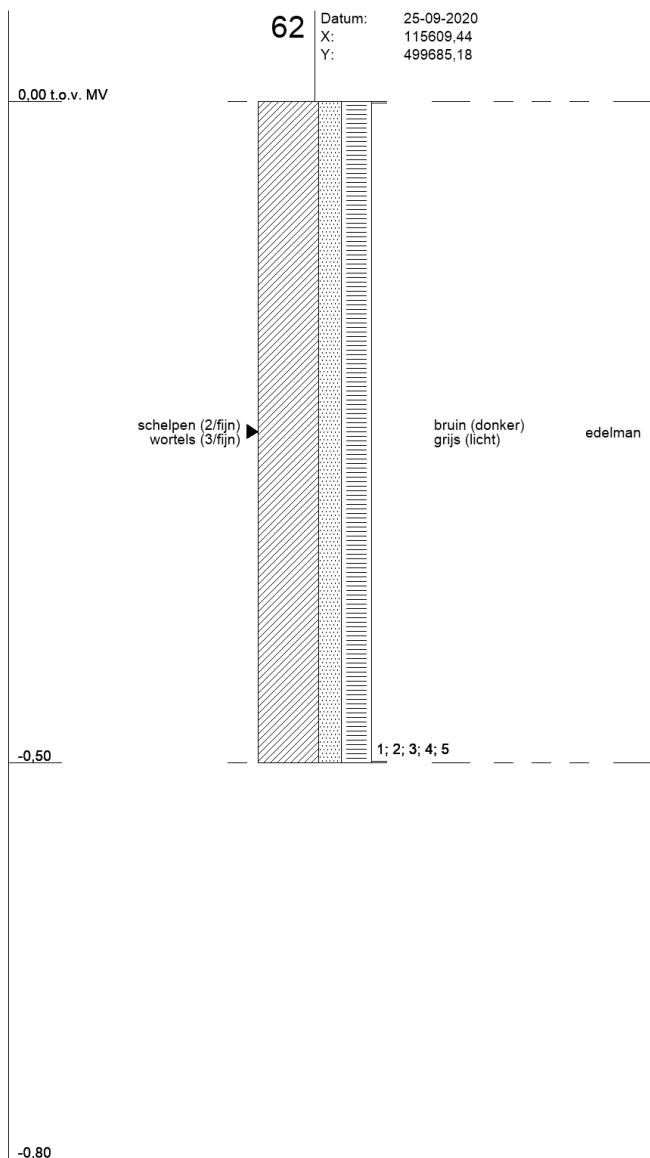 62
Datum: 25-09-2020
X: 115609,44
Y: 499685,18
0,00 t.o.v. MV
schelpen (2/fijn)
wortels (3/fijn)
bruin (donker)
grijs (licht)
edelman
1; 2; 3; 4; 5
-0,50
-0,80